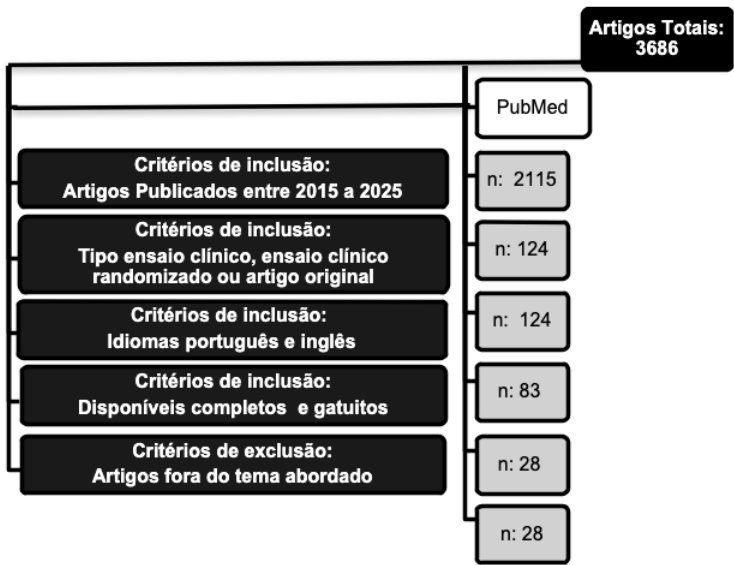 Artigos Totais:
3686
PubMed
Critérios de inclusão:
Artigos Publicados entre 2015 a 2025
n: 2115
Critérios de inclusão:
Tipo ensaio clínico, ensaio clínico
randomizado ou artigo original
n: 124
Critérios de inclusão:
Idiomas português e inglês
n: 124
Critérios de inclusão:
Disponíveis completos e gatuitos
n: 83
Critérios de exclusão:
Artigos fora do tema abordado
n: 28
n: 28